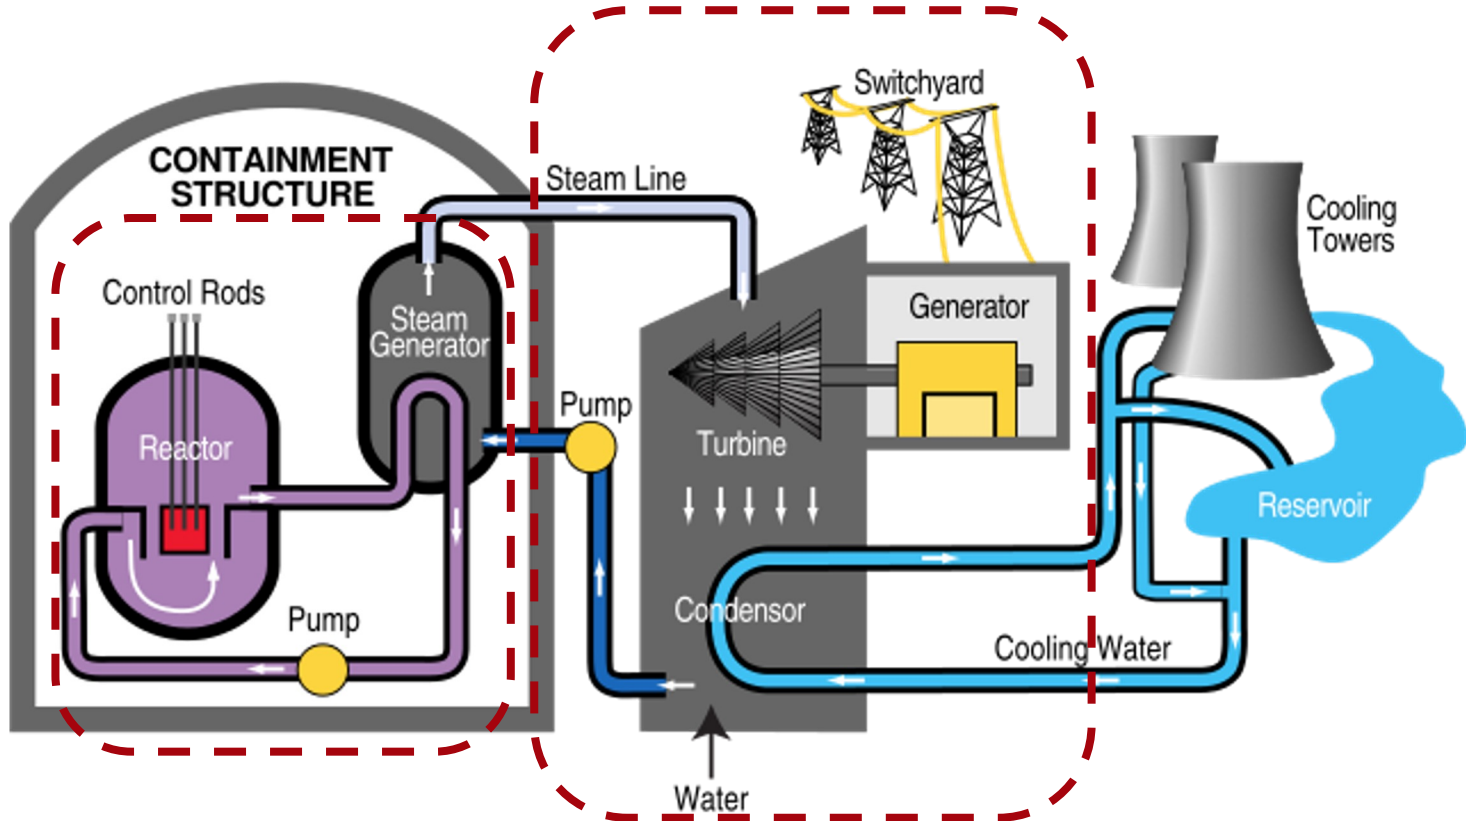 CONTAINMENT
STRUCTURE
Control Rods
Steam
Generator
Reactor
Pump
Steam Line
Switchyard
Generator
Pump
Turbine
Condensor
Water
Cooling
Towers
Reservoir
Cooling Water